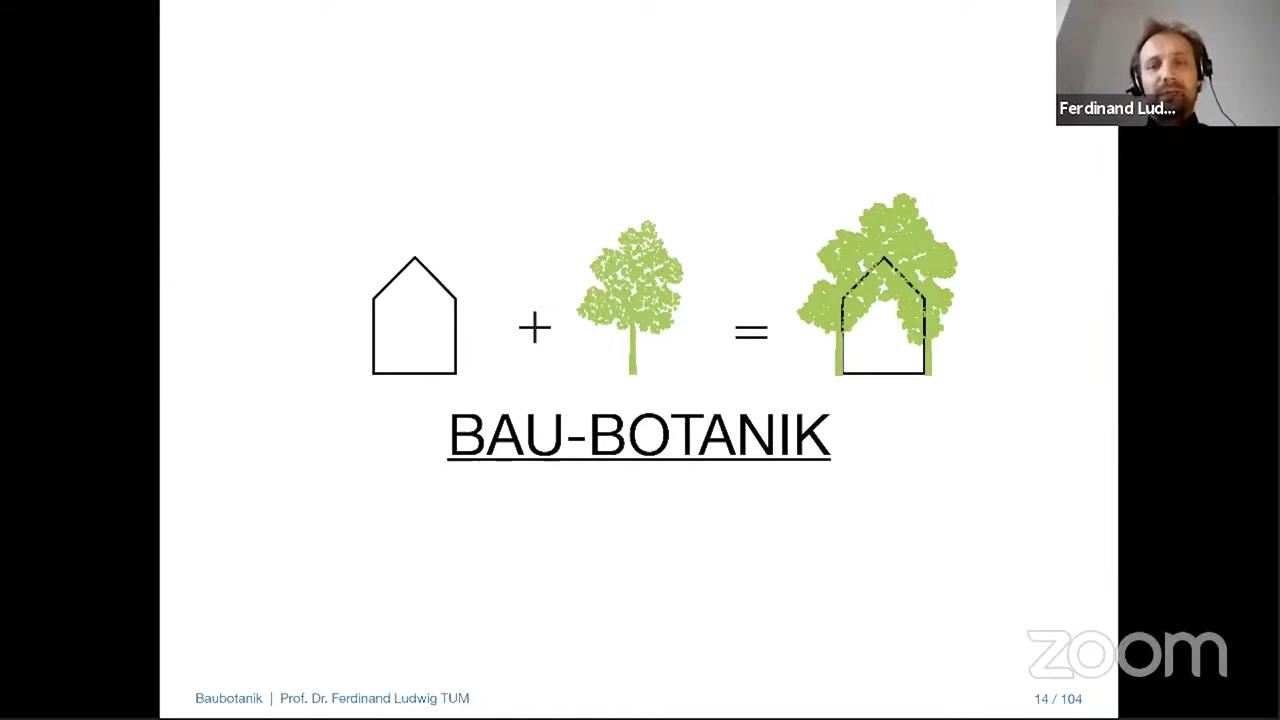 Ferdinand Lud...
+
=
BAU-BOTANIK
zoom
Baubotanik | Prof. Dr. Ferdinand Ludwig TUM
14 / 104